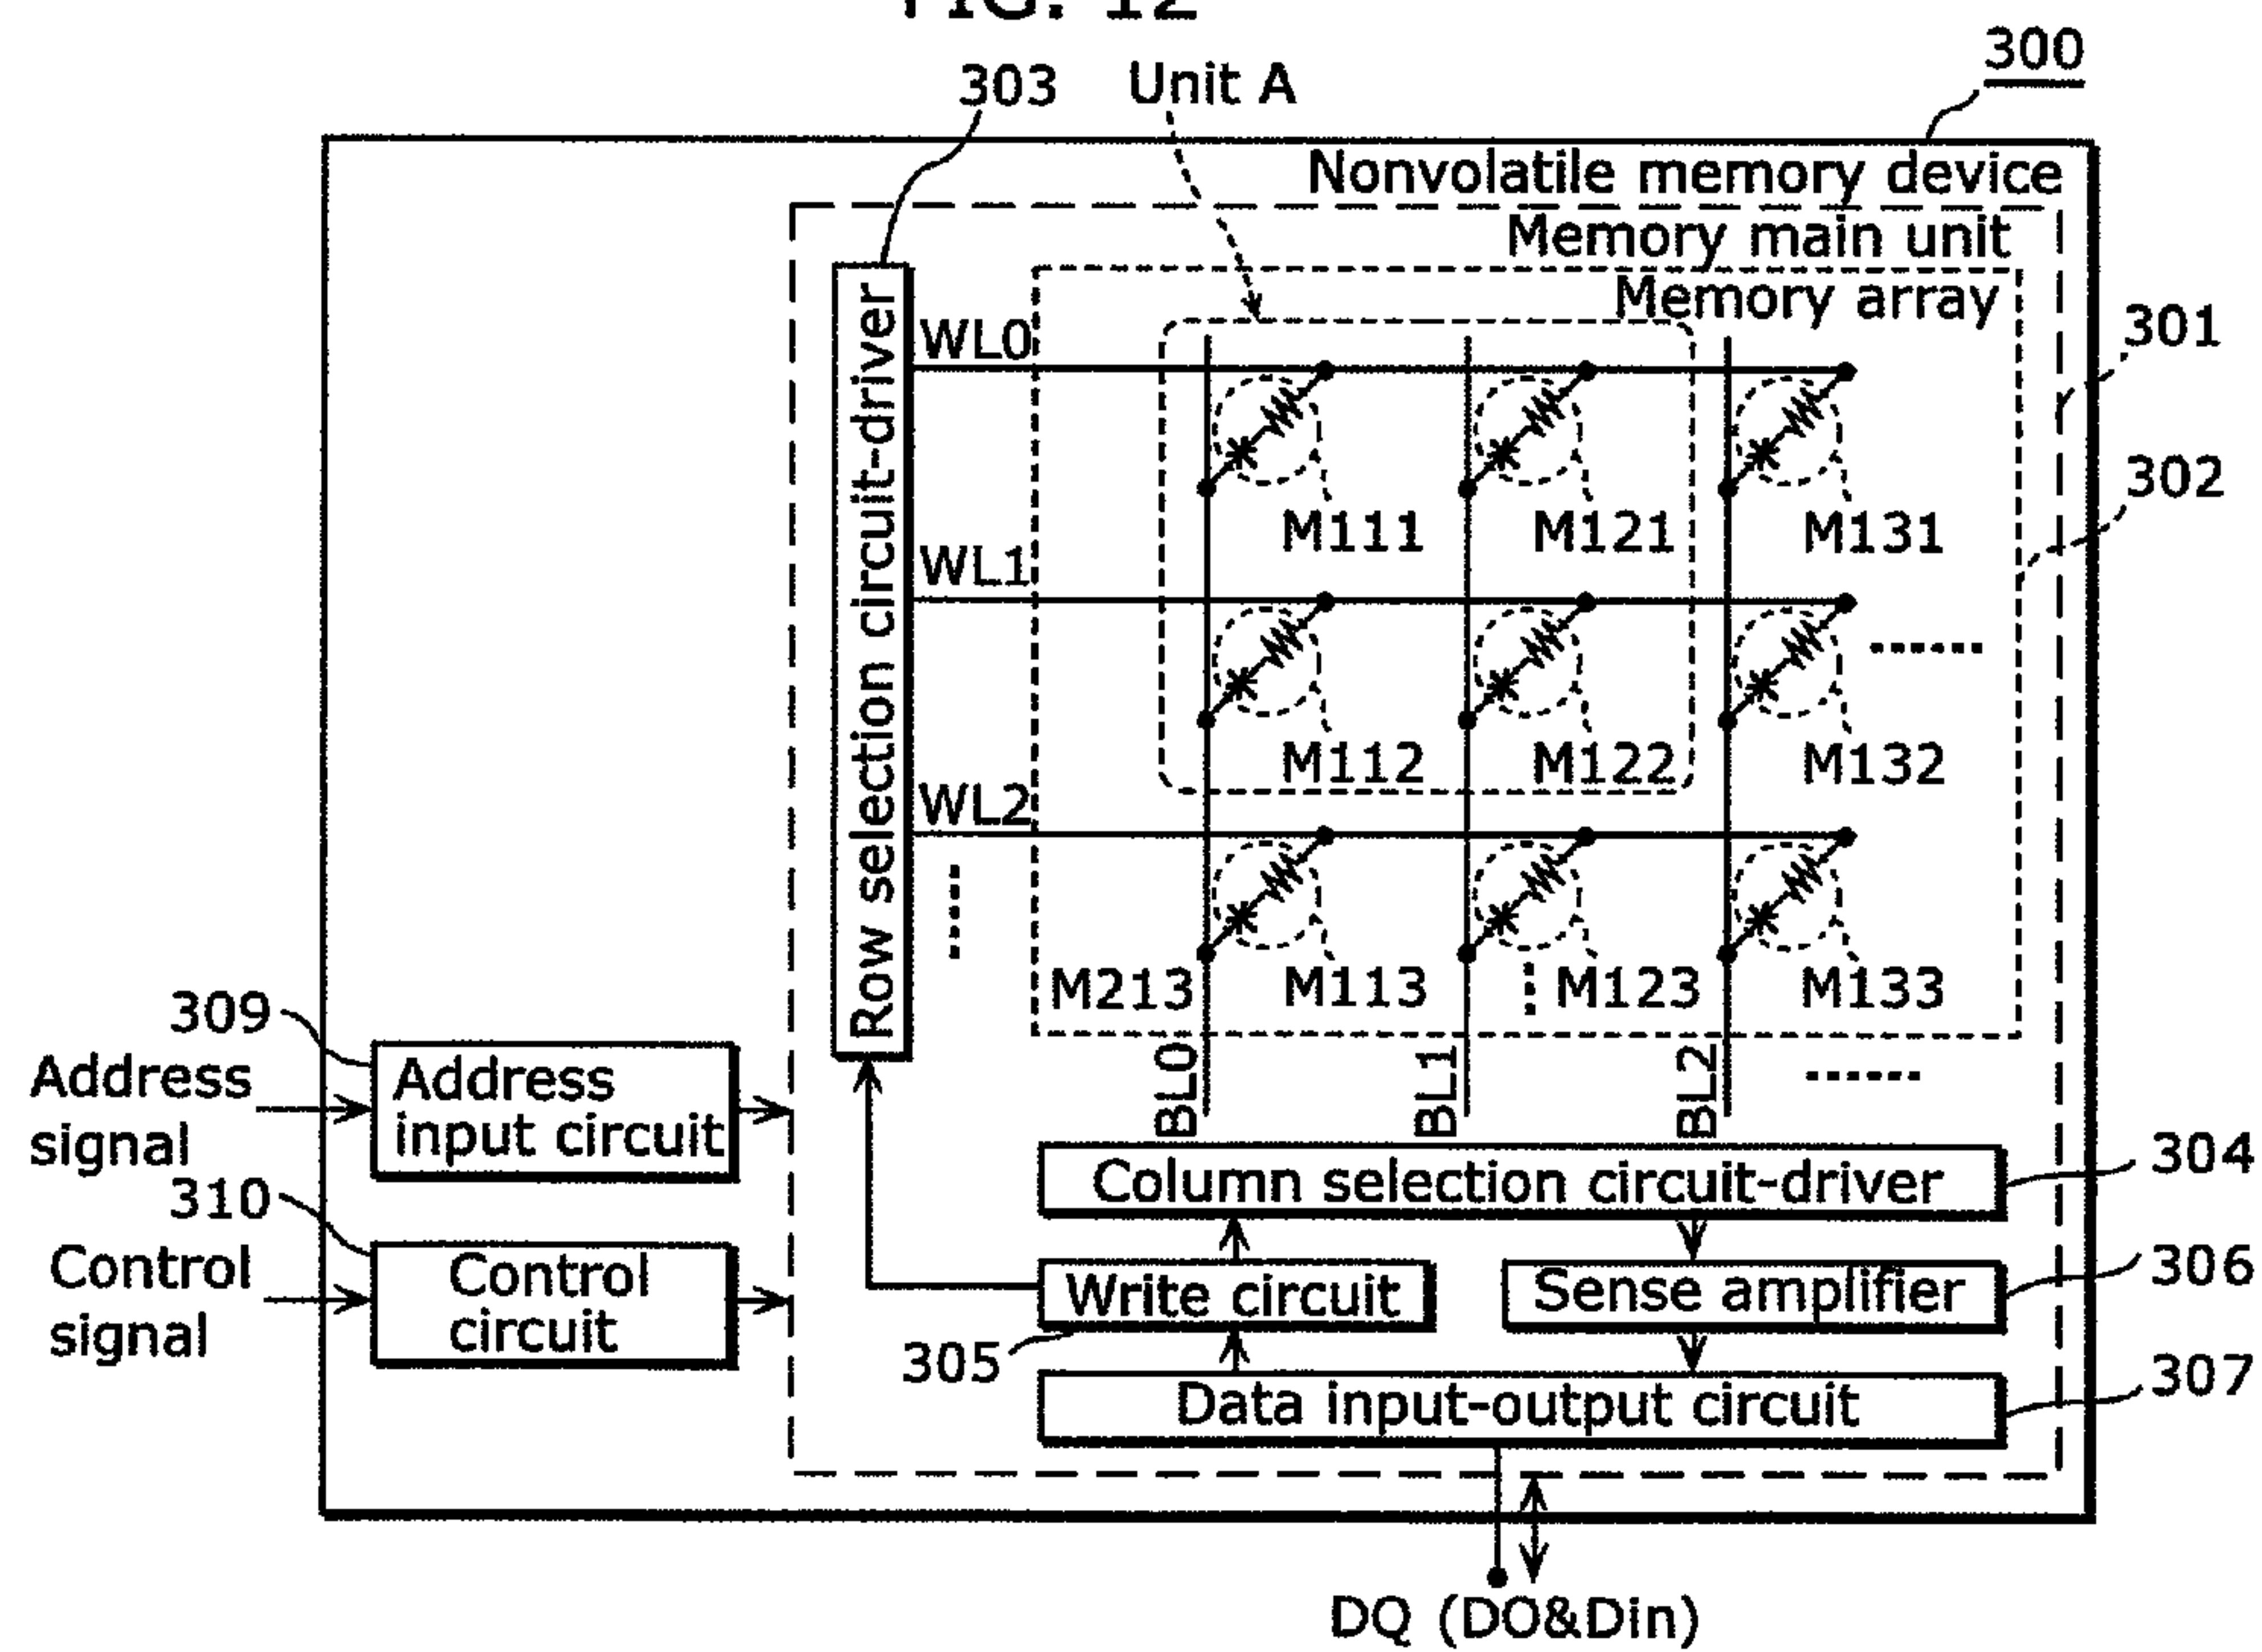 FIG. 12
300
303
Unit A
Nonvolatile memory device
Memory main unit
Memory array
301
302
Row selection circuit-driver
WL0
M111
M121
M131
WL1
M112
M122
M132
WL2
M213
M113
M123
M133
BL0
BL1
BL2
309
Address
signal
Address
input circuit
310
Control
signal
Control
circuit
Column selection circuit-driver
304
Write circuit
305
Sense amplifier
306
Data input-output circuit
307
DQ (DO&Din)